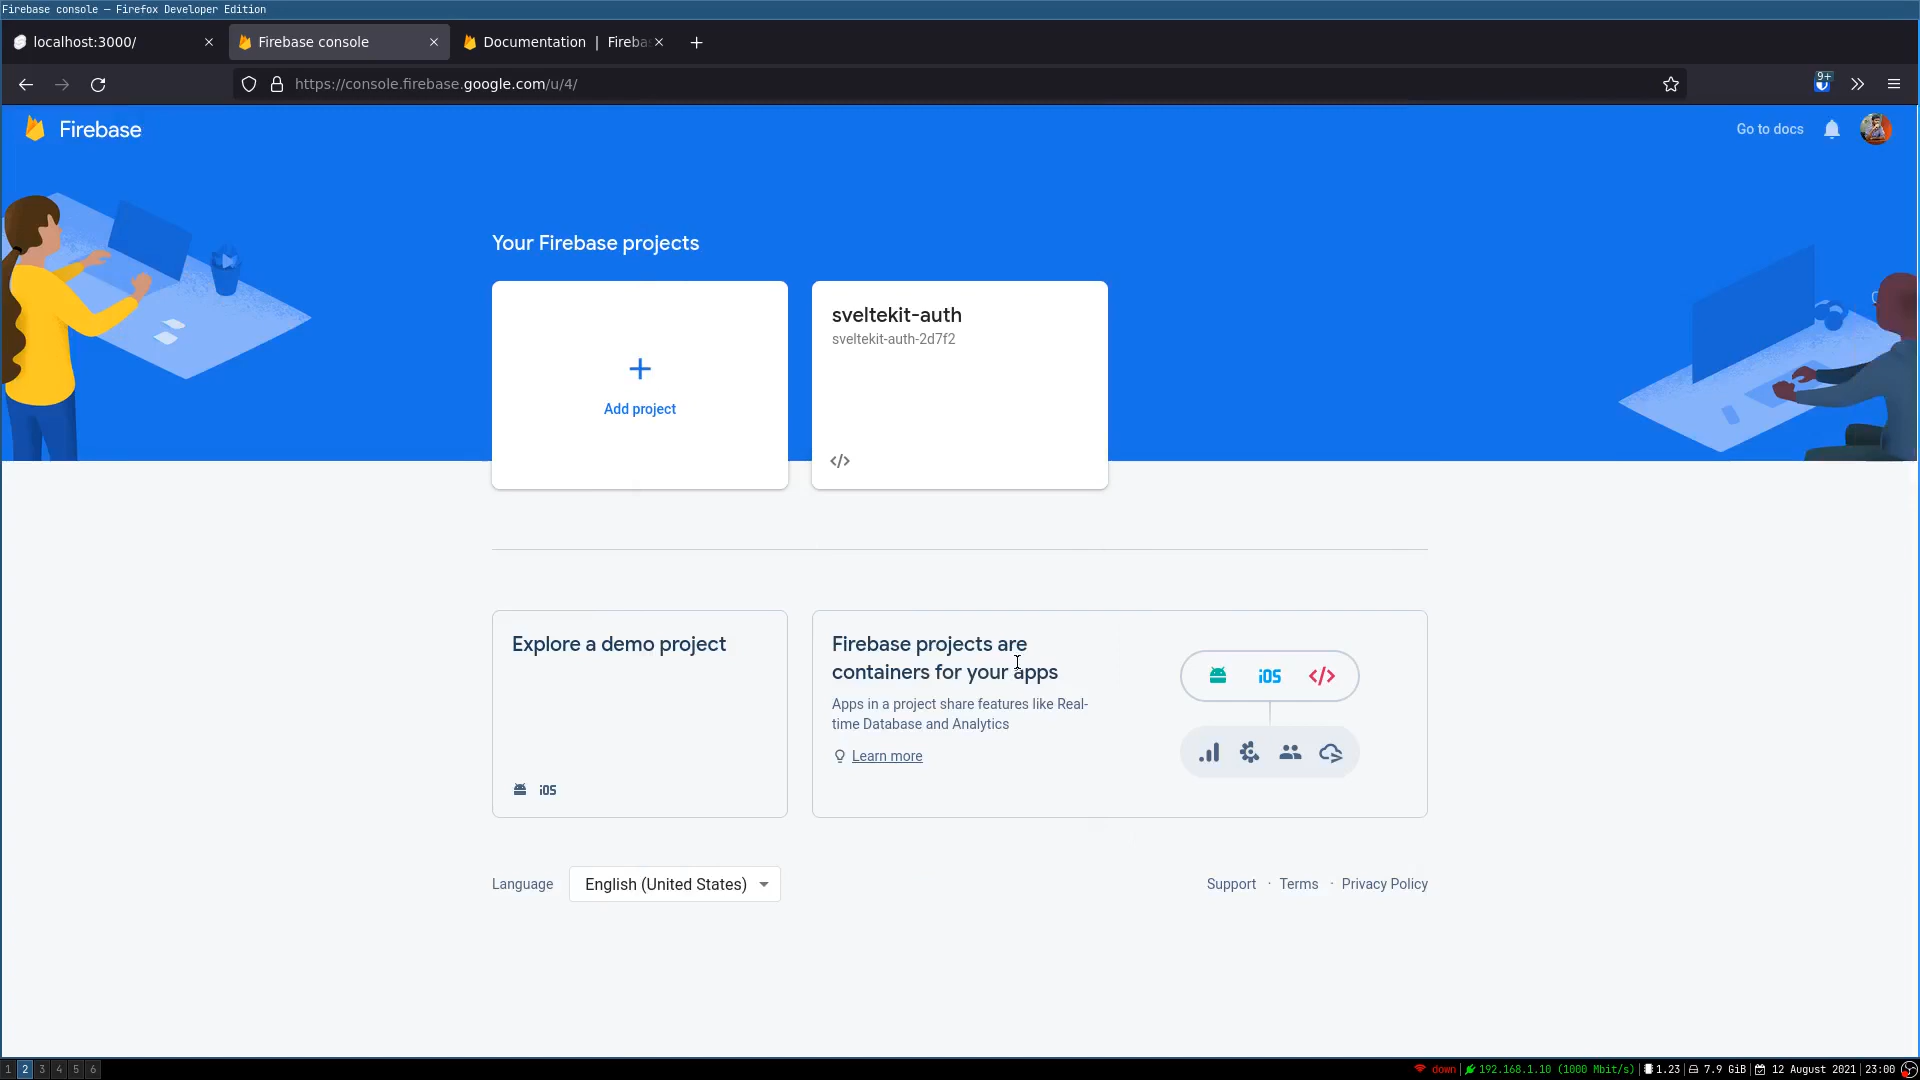 Firebase console — Firefox Developer Edition
localhost:3000/
Firebase console
Documentation | Fireba
https://console.firebase.google.com/u/4/
9+
Firebase
Go to docs
Your Firebase projects
Add project
sveltekit-auth
sveltekit-auth-2d7f2
</>
Explore a demo project
iOS
Firebase projects are
containers for your apps
Apps in a project share features like Real-
time Database and Analytics
Learn more
iOS </>
Language
English (United States)
Support · Terms · Privacy Policy
1 2 3 4 5 6
down | 192.168.1.10 (1000 Mbit/s) | 1.23 | 7.9 GiB | 12 August 2021 | 23:00